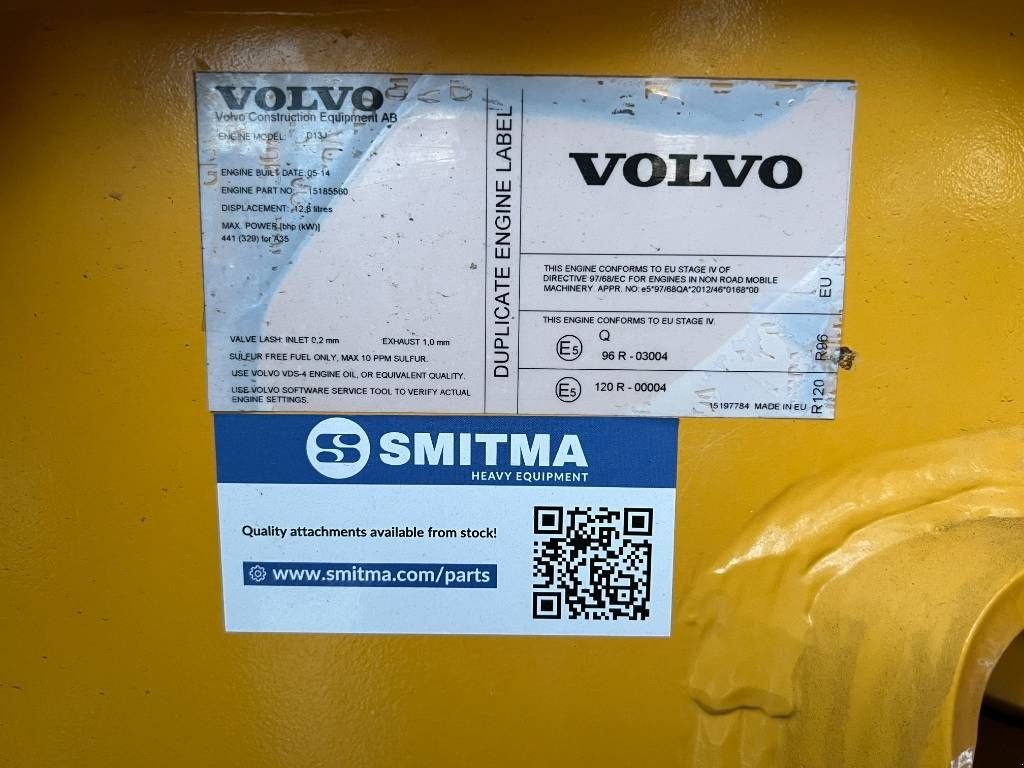 VOLVO
Volvo Construction Equipment AB
ENGINE MODEL: D13J
ENGINE BUILT DATE: 05-14
ENGINE PART NO: 15185560
DISPLACEMENT: 12,8 litres
MAX. POWER [bhp (kW)]
441 (329) for A35
VALVE LASH: INLET 0,2 mm EXHAUST 1,0 mm
SULFUR FREE FUEL ONLY, MAX 10 PPM SULFUR.
USE VOLVO VDS-4 ENGINE OIL, OR EQUIVALENT QUALITY.
USE VOLVO SOFTWARE SERVICE TOOL TO VERIFY ACTUAL
ENGINE SETTINGS.
DUPLICATE ENGINE LABEL
VOLVO
THIS ENGINE CONFORMS TO EU STAGE IV OF
DIRECTIVE 97/68/EC FOR ENGINES IN NON ROAD MOBILE
MACHINERY. APPR. NO: e5*97/68QA*2012/46*0168*00
EU
THIS ENGINE CONFORMS TO EU STAGE IV
E5 Q
96 R - 03004
R96
E5 120 R - 00004
15197784 MADE IN EU
R120
SMITMA
HEAVY EQUIPMENT
Quality attachments available from stock!
www.smitma.com/parts